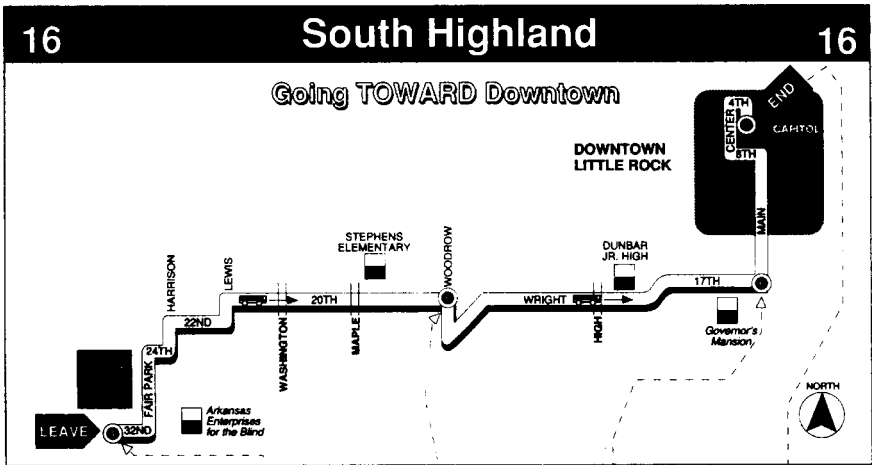 16
South Highland
16
Going TOWARD Downtown
END
4TH
CENTER
CAPITOL
8TH
DOWNTOWN
LITTLE ROCK
MAIN
STEPHENS
ELEMENTARY
WOODROW
DUNBAR
JR. HIGH
HARRISON
LEWIS
17TH
20TH
WRIGHT
22ND
WASHINGTON
MAPLE
HIGH
Governor's
Mansion
24TH
FAIR PARK
NORTH
Arkansas
Enterprises
for the Blind
LEAVE
32ND